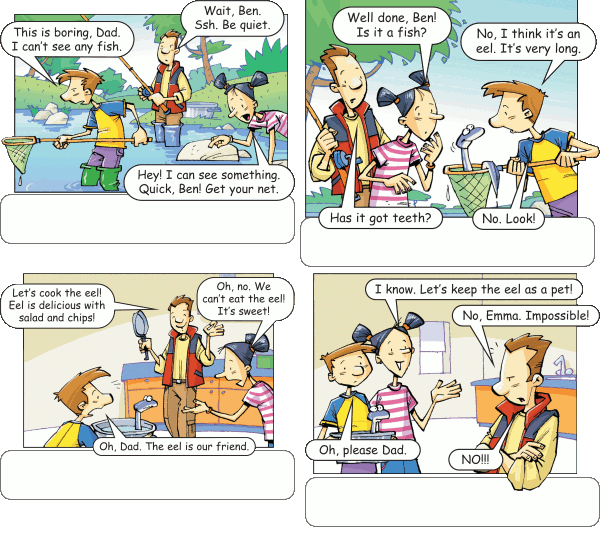 This is boring, Dad.
I can't see any fish.
Wait, Ben.
Ssh. Be quiet.
Hey! I can see something.
Quick, Ben! Get your net.
Well done, Ben!
Is it a fish?
No, I think it's an
eel. It's very long.
Has it got teeth?
No. Look!
Let's cook the eel!
Eel is delicious with
salad and chips!
Oh, no. We
can't eat the eel!
It's sweet!
Oh, Dad. The eel is our friend.
I know. Let's keep the eel as a pet!
No, Emma. Impossible!
Oh, please Dad.
NO!!!